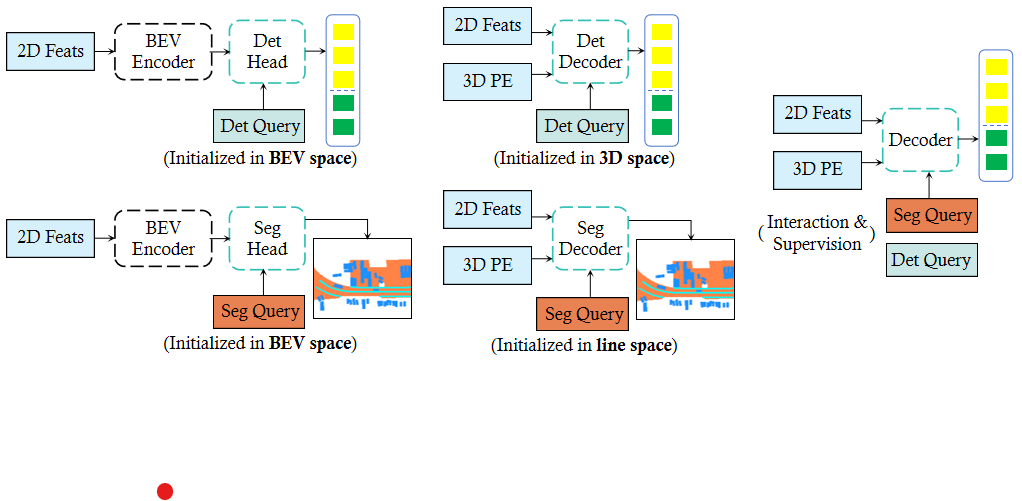 2D Feats
BEV
Encoder
Det
Head
Det Query
(Initialized in BEV space)
2D Feats
3D PE
Det
Decoder
Det Query
(Initialized in 3D space)
2D Feats
BEV
Encoder
Seg
Head
Seg Query
(Initialized in BEV space)
2D Feats
3D PE
Seg
Decoder
Seg Query
(Initialized in line space)
2D Feats
3D PE
Decoder
Seg Query
Det Query
(Interaction &
Supervision)